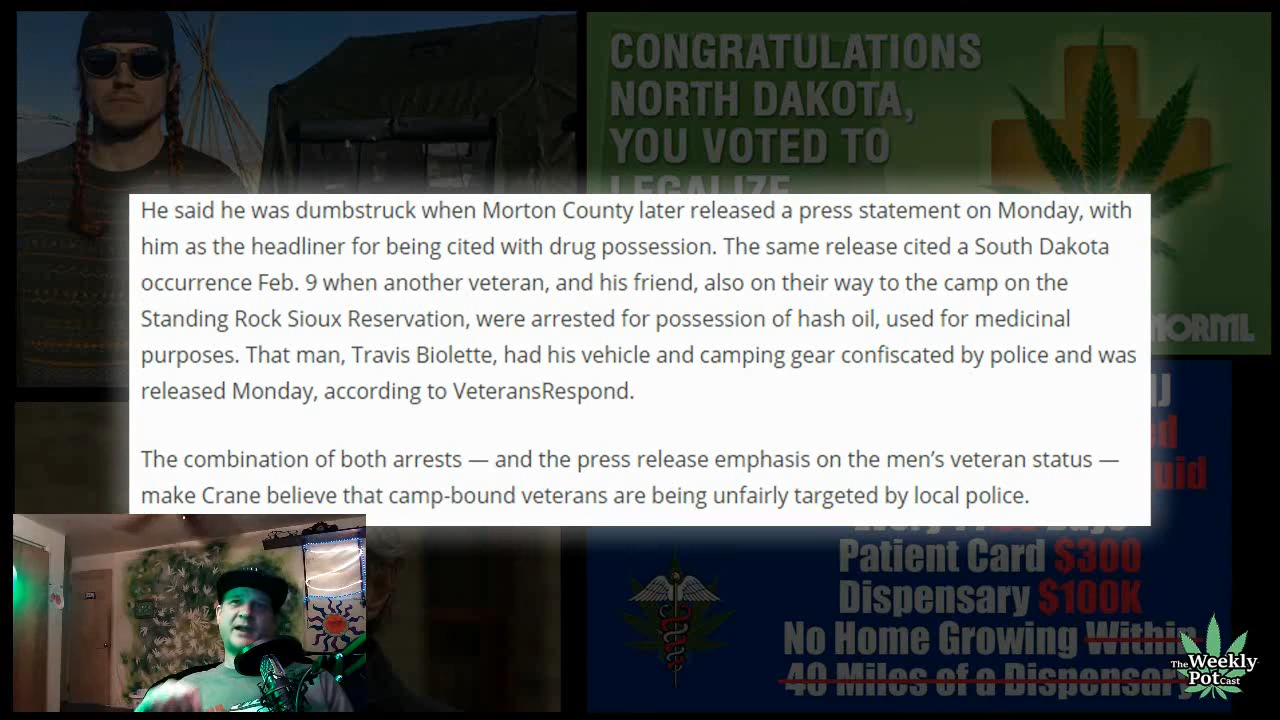 CONGRATULATIONS
NORTH DAKOTA,
YOU VOTED TO
LEGALIZE
He said he was dumbstruck when Morton County later released a press statement on Monday, with
him as the headliner for being cited with drug possession. The same release cited a South Dakota
occurrence Feb. 9 when another veteran, and his friend, also on their way to the camp on the
Standing Rock Sioux Reservation, were arrested for possession of hash oil, used for medicinal
purposes. That man, Travis Biolette, had his vehicle and camping gear confiscated by police and was
released Monday, according to VeteransRespond.
The combination of both arrests — and the press release emphasis on the men’s veteran status —
make Crane believe that camp-bound veterans are being unfairly targeted by local police.
NORML
Days
Patient Card $300
Dispensary $100K
No Home Growing Within
40 Miles of a Dispensary
The Weekly
PotCast